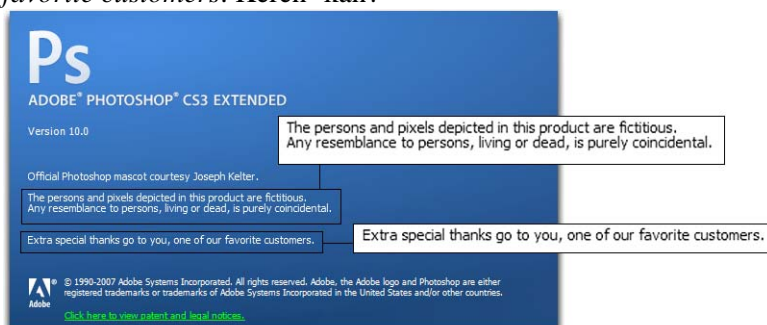 favorite customers. Keren kan?
Ps
ADOBE® PHOTOSHOP® CS3 EXTENDED
Version 10.0
The persons and pixels depicted in this product are fictitious.
Any resemblance to persons, living or dead, is purely coincidental.
Official Photoshop mascot courtesy Joseph Kelter.
The persons and pixels depicted in this product are fictitious.
Any resemblance to persons, living or dead, is purely coincidental.
Extra special thanks go to you, one of our favorite customers.
Extra special thanks go to you, one of our favorite customers.
Adobe®
© 1990-2007 Adobe Systems Incorporated. All rights reserved. Adobe, the Adobe logo and Photoshop are either
registered trademarks or trademarks of Adobe Systems Incorporated in the United States and/or other countries.
Click here to view patent and legal notices.